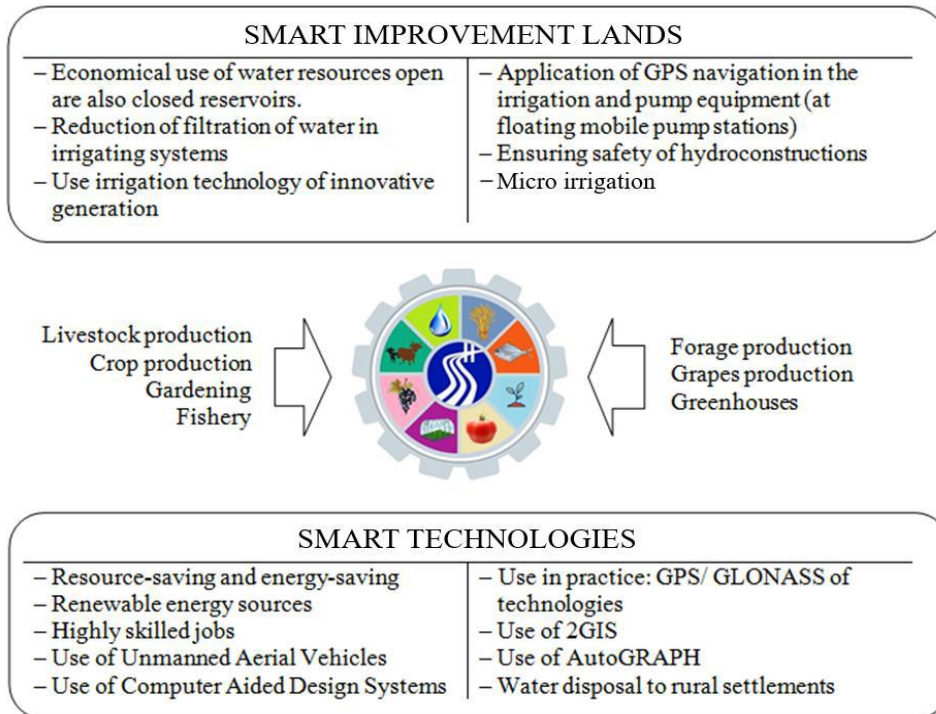 SMART IMPROVEMENT LANDS
– Economical use of water resources open
are also closed reservoirs.
– Reduction of filtration of water in
irrigating systems
– Use irrigation technology of innovative
generation
– Application of GPS navigation in the
irrigation and pump equipment (at
floating mobile pump stations)
– Ensuring safety of hydroconstructions
– Micro irrigation
Livestock production
Crop production
Gardening
Fishery
Forage production
Grapes production
Greenhouses
SMART TECHNOLOGIES
– Resource-saving and energy-saving
– Renewable energy sources
– Highly skilled jobs
– Use of Unmanned Aerial Vehicles
– Use of Computer Aided Design Systems
– Use in practice: GPS/ GLONASS of
technologies
– Use of 2GIS
– Use of AutoGRAPH
– Water disposal to rural settlements